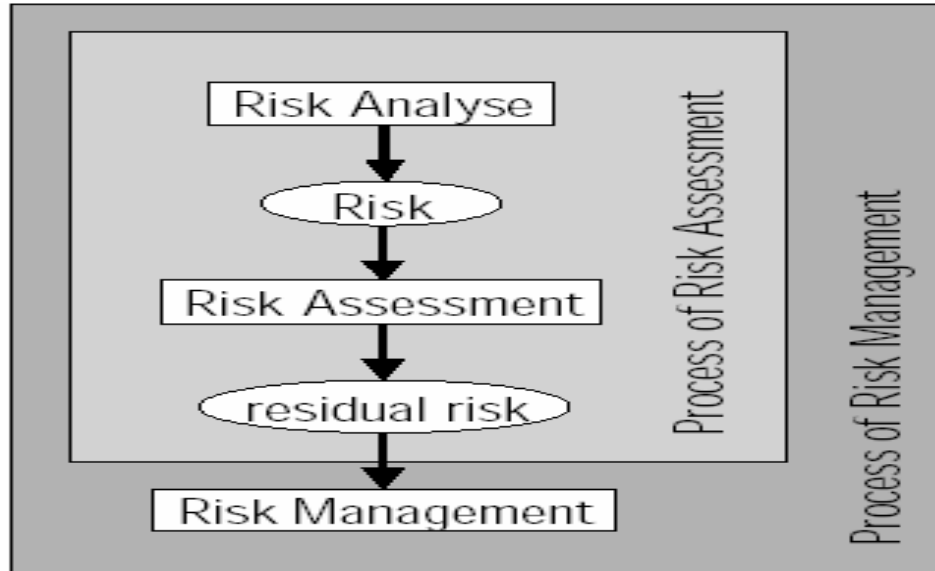 Risk Analyse
Risk
Risk Assessment
residual risk
Risk Management
Process of Risk Assessment
Process of Risk Management